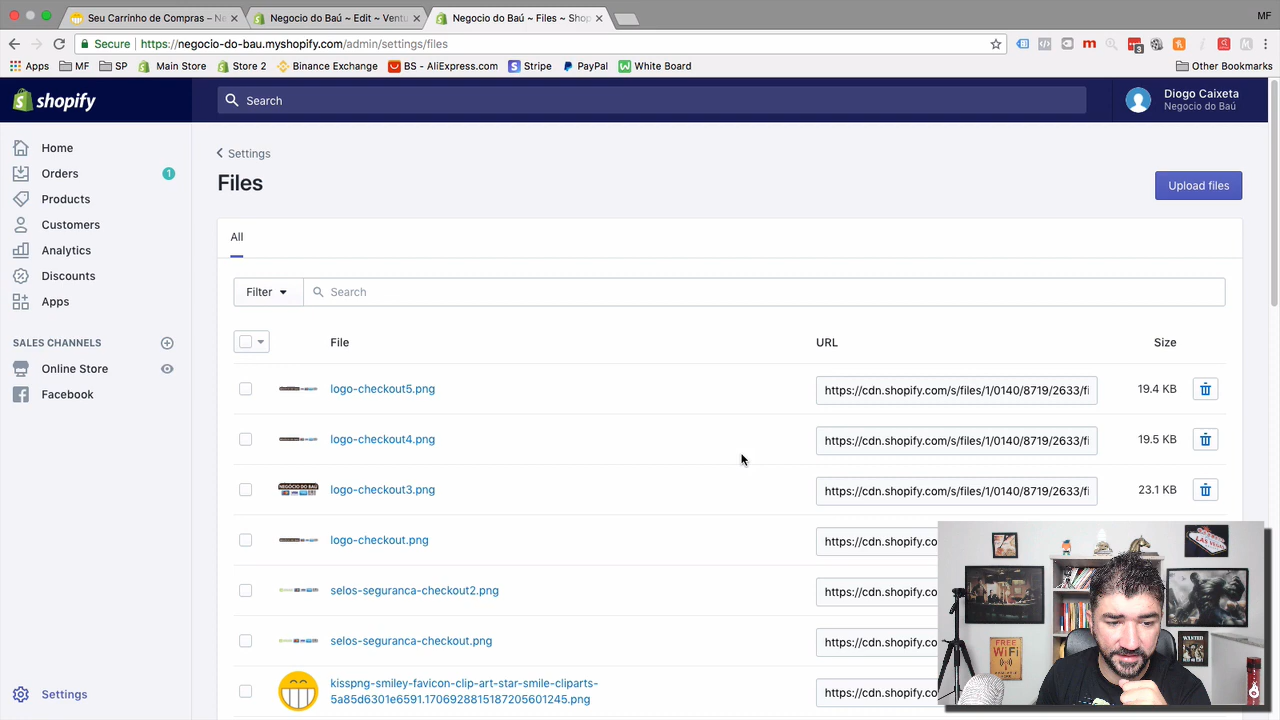 Seu Carrinho de Compras – Ne
Negocio do Baú ~ Edit ~ Ventu
Negocio do baú ~ Files ~ Shop
MF
Secure
https://negocio-do-bau.myshopify.com/admin/settings/files
3
Apps
MF
SP
Main Store
Store 2
Binance Exchange
BS - AliExpress.com
Stripe
PayPal
White Board
Other Bookmarks
shopify
Search
Diogo Caixeta
Negocio do Baú
Home
Orders
1
Products
Customers
Analytics
Discounts
Apps
SALES CHANNELS
Online Store
Facebook
Settings
Settings
Files
Upload files
All
Filter
Search
File
URL
Size
logo-checkout5.png
https://cdn.shopify.com/s/files/1/0140/8719/2633/fi
19.4 KB
logo-checkout4.png
https://cdn.shopify.com/s/files/1/0140/8719/2633/fi
19.5 KB
NEGOCIO DO BAÚ
logo-checkout3.png
https://cdn.shopify.com/s/files/1/0140/8719/2633/fi
23.1 KB
logo-checkout.png
https://cdn.shopify.co
selos-seguranca-checkout2.png
https://cdn.shopify.co
selos-seguranca-checkout.png
https://cdn.shopify.co
kisspng-smiley-favicon-clip-art-star-smile-cliparts-
5a85d6301e6591.1706928815187205601245.png
https://cdn.shopify.co
LAS VEGAS
FREE
WiFi
WANTED